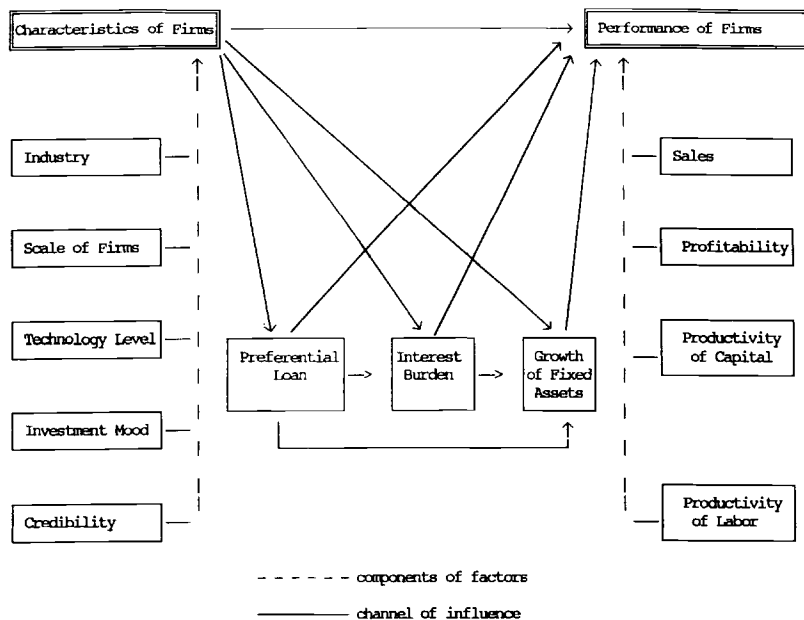 Characteristics of Firms
Performance of Firms
Industry
Scale of Firms
Technology Level
Investment Mood
Credibility
Preferential
Loan
Interest
Burden
Growth
of Fixed
Assets
Sales
Profitability
Productivity
of Capital
Productivity
of Labor
components of factors
channel of influence